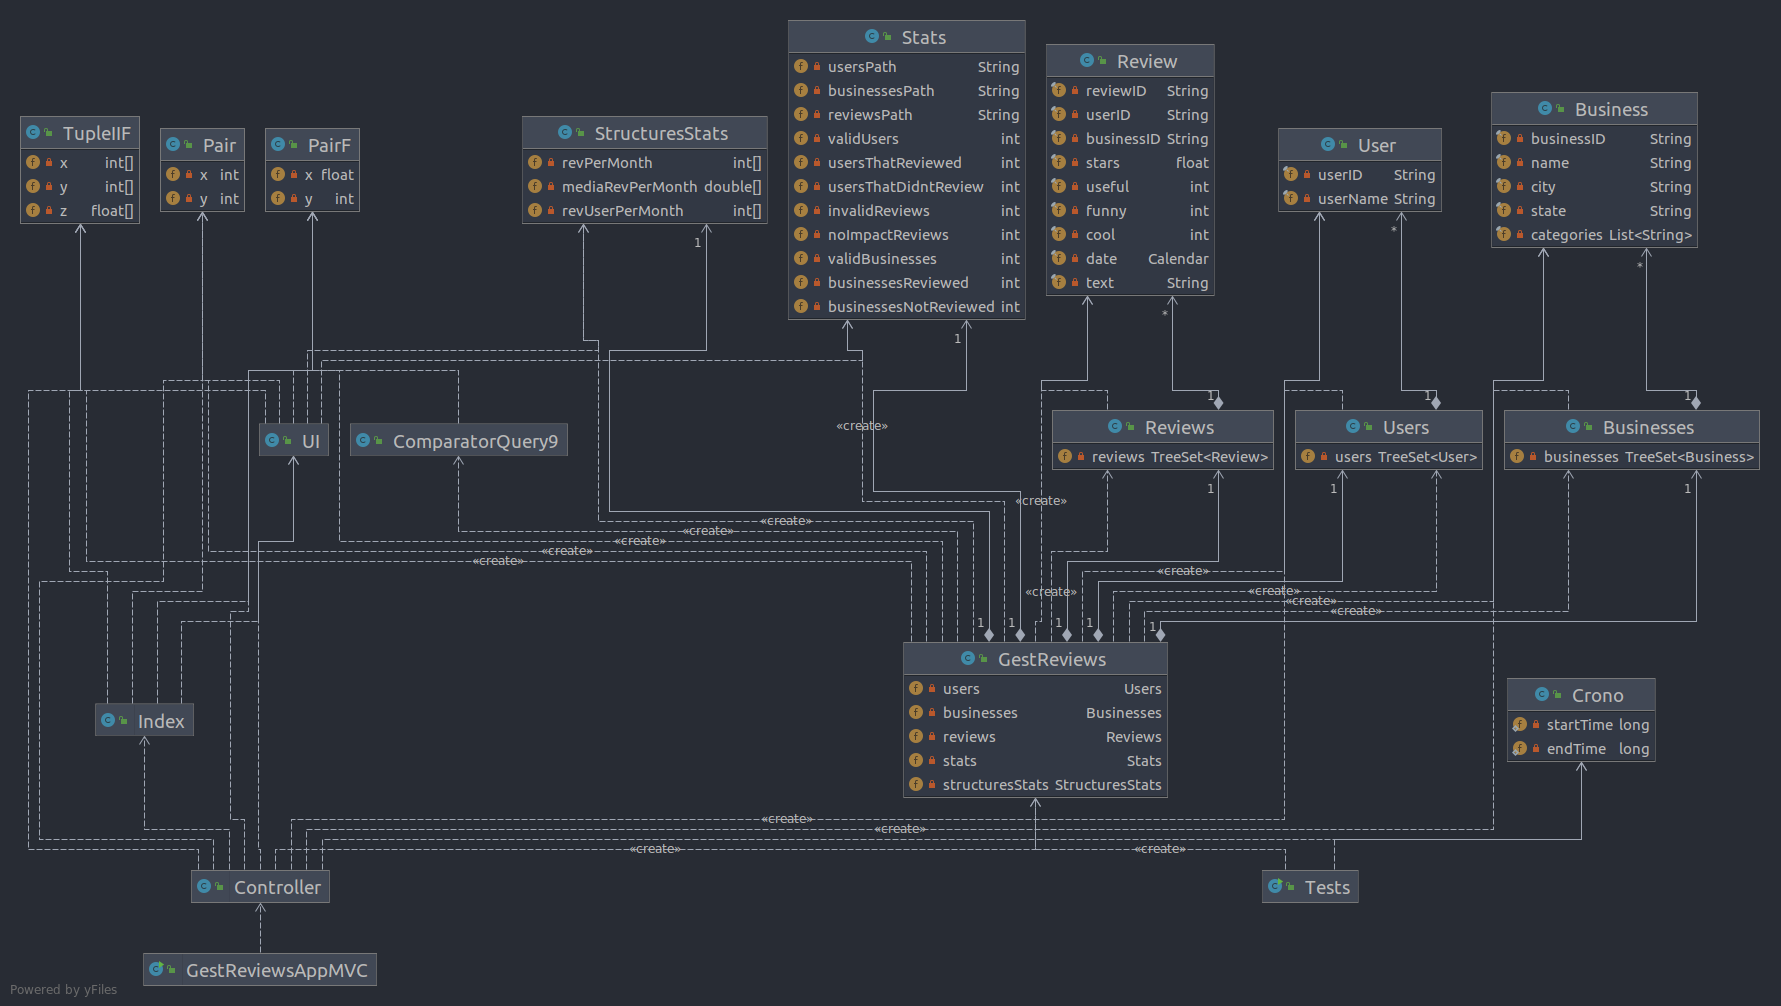 Stats
usersPath String
businessesPath String
reviewsPath String
validUsers int
usersThatReviewed int
usersThatDidntReview int
invalidReviews int
noImpactReviews int
validBusinesses int
businessesReviewed int
businessesNotReviewed int
Review
reviewID String
userID String
businessID String
stars float
useful int
funny int
cool int
date Calendar
text String
Business
businessID String
name String
city String
state String
categories List<String>
TupleIIF
x int[]
y int[]
z float[]
Pair
x int
y int
PairF
x float
y int
StructuresStats
revPerMonth int[]
mediaRevPerMonth double[]
revUserPerMonth int[]
User
userID String
userName String
1
*
*
1
*
1
1
1
UI
ComparatorQuery9
«create»
Reviews
reviews TreeSet<Review>
Users
users TreeSet<User>
Businesses
businesses TreeSet<Business>
1
1
1
«create»
«create»
«create»
«create»
«create»
«create»
«create»
«create»
«create»
«create»
«create»
1
1
1
1
1
GestReviews
users Users
businesses Businesses
reviews Reviews
stats Stats
structuresStats StructuresStats
Index
Crono
startTime long
endTime long
«create»
«create»
«create»
«create»
Controller
Tests
GestReviewsAppMVC
Powered by yFiles